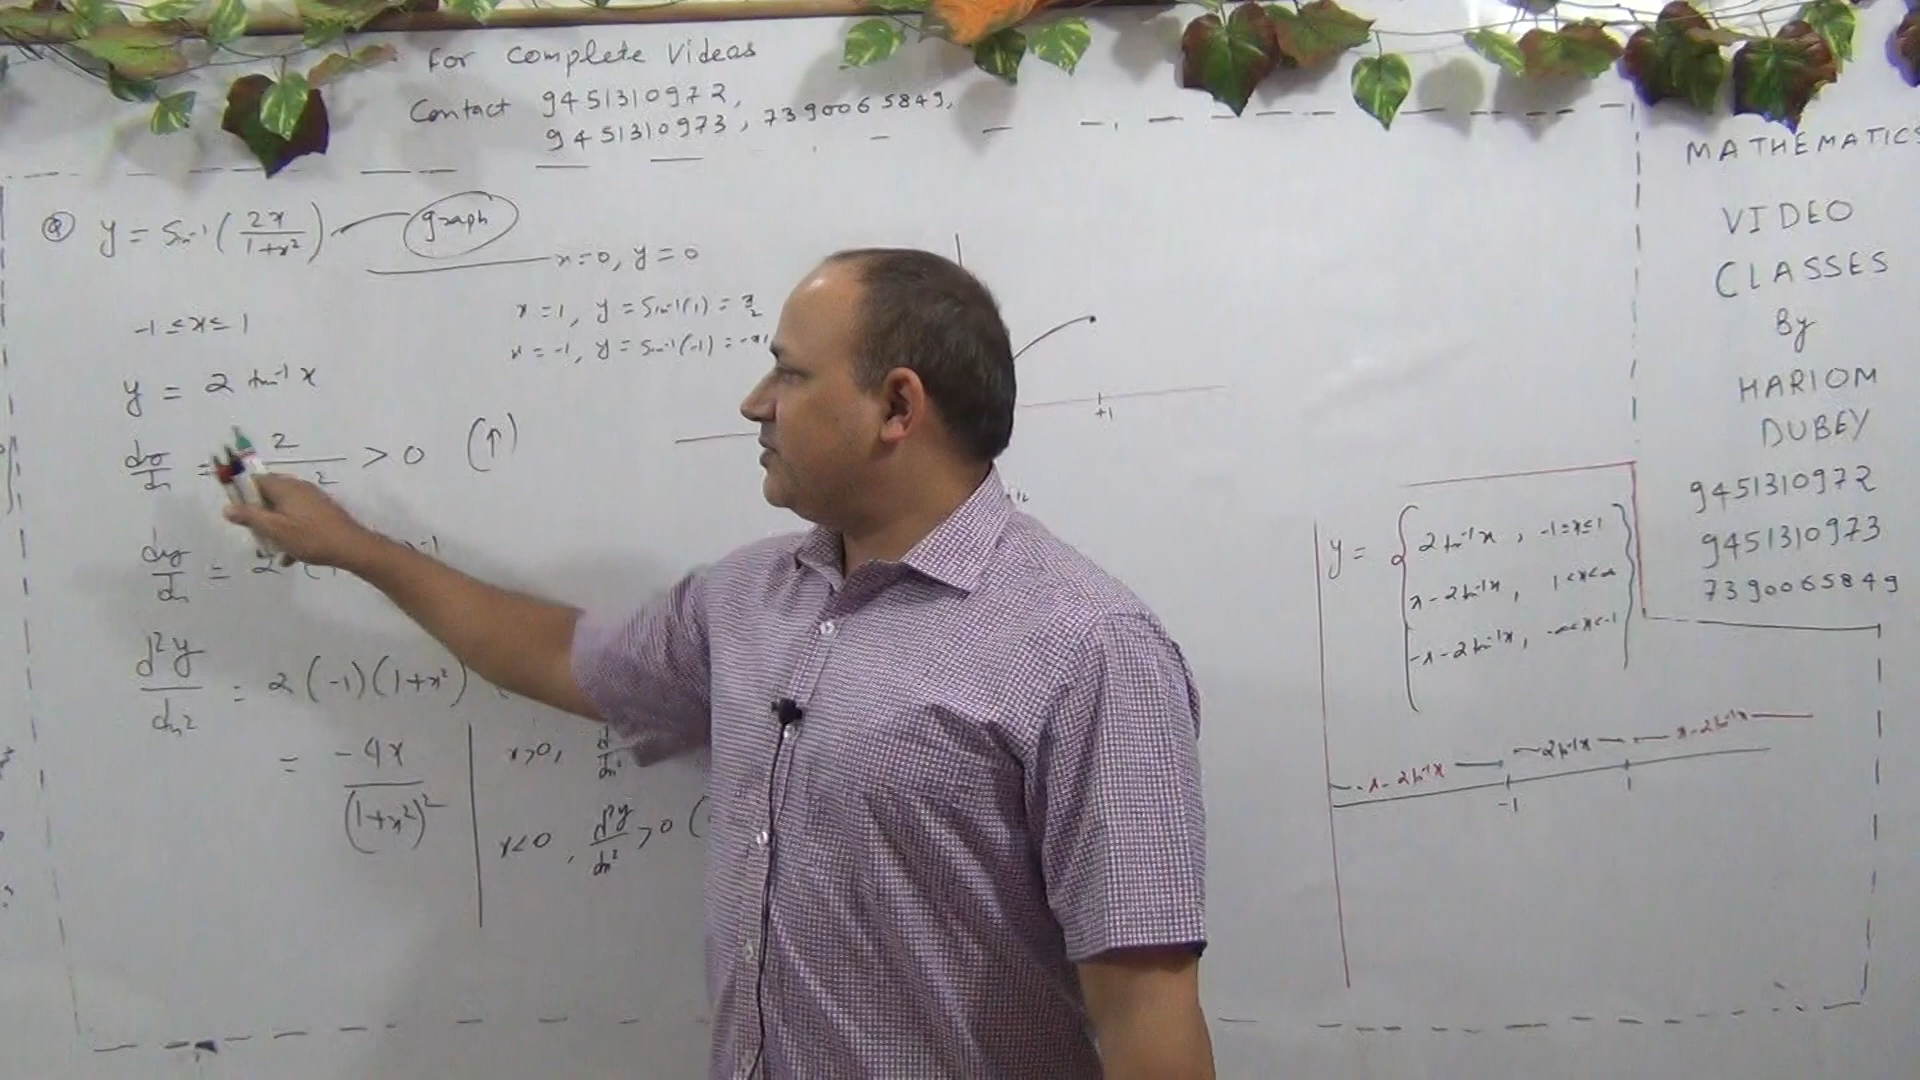 For Complete Videos
Contact 9451310972,
9451310973, 7390065849,
Q y = Sin⁻¹(2x/1+x²) graph
x=0, y=0
x=1, y=Sin⁻¹(1)=π/2
x=-1, y=Sin⁻¹(-1)=-π/
-1≤x≤1
y = 2 tan⁻¹ x
dy/dx = 2/ ² > 0 (↑)
dy/dx = 2 (1
d²y/dx² = 2(-1)(1+x²)
= -4x/(1+x²)²
x>0,
x<0, d²y/dx² >0 (
+1
y = { 2tan⁻¹x, -1≤x≤1
π-2tan⁻¹x, 1<x<∞
-π-2tan⁻¹x, -∞<x<-1 }
-π-2tan⁻¹x 2tan⁻¹x π-2tan⁻¹x
-1 1
MATHEMATICS
VIDEO
CLASSES
By
HARIOM
DUBEY
9451310972
9451310973
7390065849